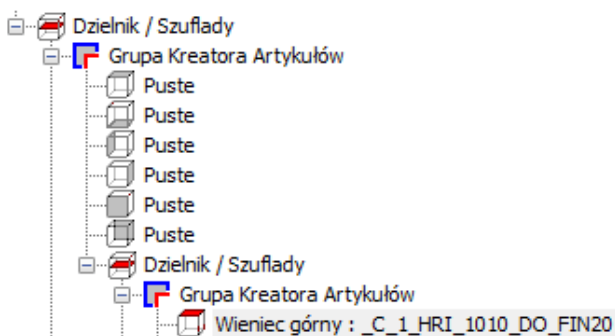 Dzielnik / Szuflady
Grupa Kreatora Artykułów
Puste
Puste
Puste
Puste
Puste
Puste
Dzielnik / Szuflady
Grupa Kreatora Artykułów
Wieniec górny : _C_1_HRI_1010_DO_FIN20